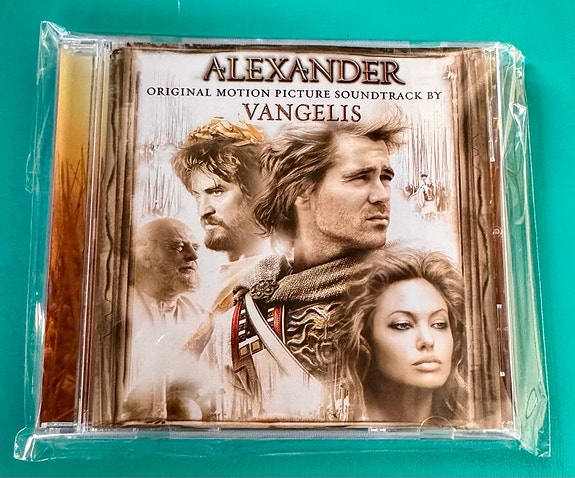 ALEXANDER
ORIGINAL MOTION PICTURE SOUNDTRACK BY
VANGELIS